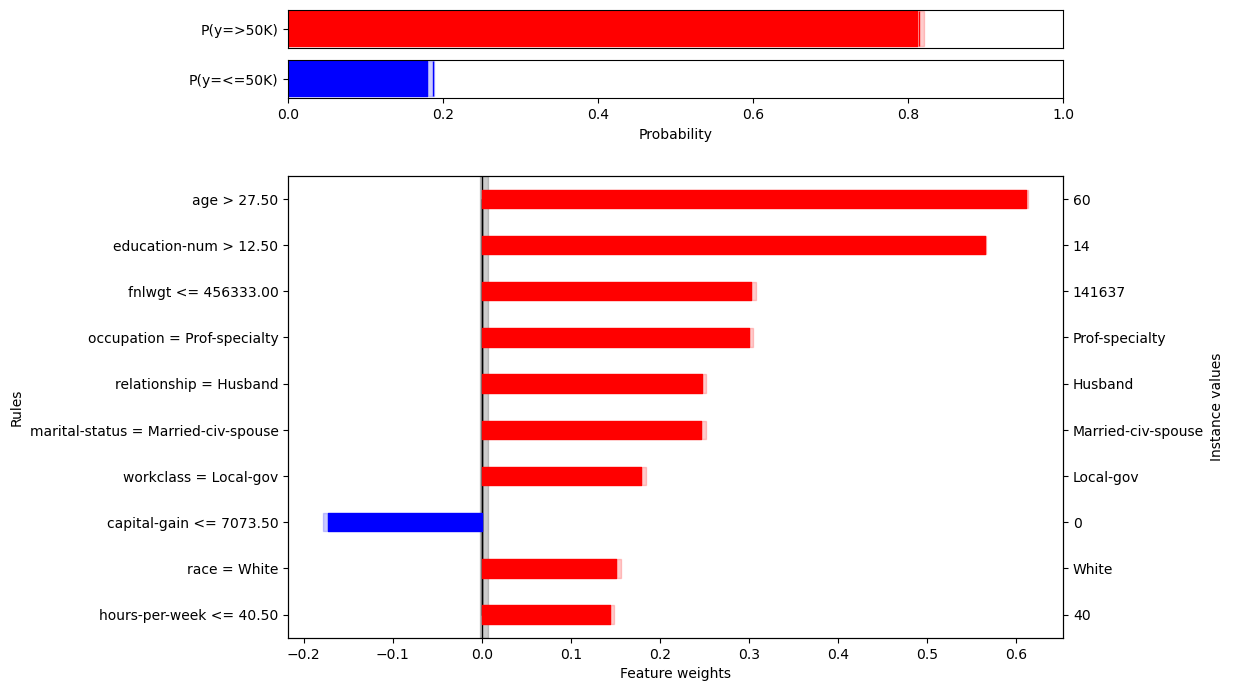 P(y=>50K)
P(y=<=50K)
0.0 0.2 0.4 0.6 0.8 1.0
Probability
Rules
age > 27.50 60
education-num > 12.50 14
fnlwgt <= 456333.00 141637
occupation = Prof-specialty Prof-specialty
relationship = Husband Husband
marital-status = Married-civ-spouse Married-civ-spouse
workclass = Local-gov Local-gov
capital-gain <= 7073.50 0
race = White White
hours-per-week <= 40.50 40
Instance values
−0.2 −0.1 0.0 0.1 0.2 0.3 0.4 0.5 0.6
Feature weights